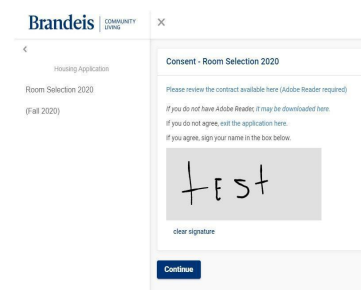 Brandeis COMMUNITY
LIVING
Housing Application
Room Selection 2020
(Fall 2020)
Consent - Room Selection 2020
Please review the contract available here (Adobe Reader required)
If you do not have Adobe Reader, it may be downloaded here.
If you do not agree, exit the application here.
If you agree, sign your name in the box below.
tEst
clear signature
Continue